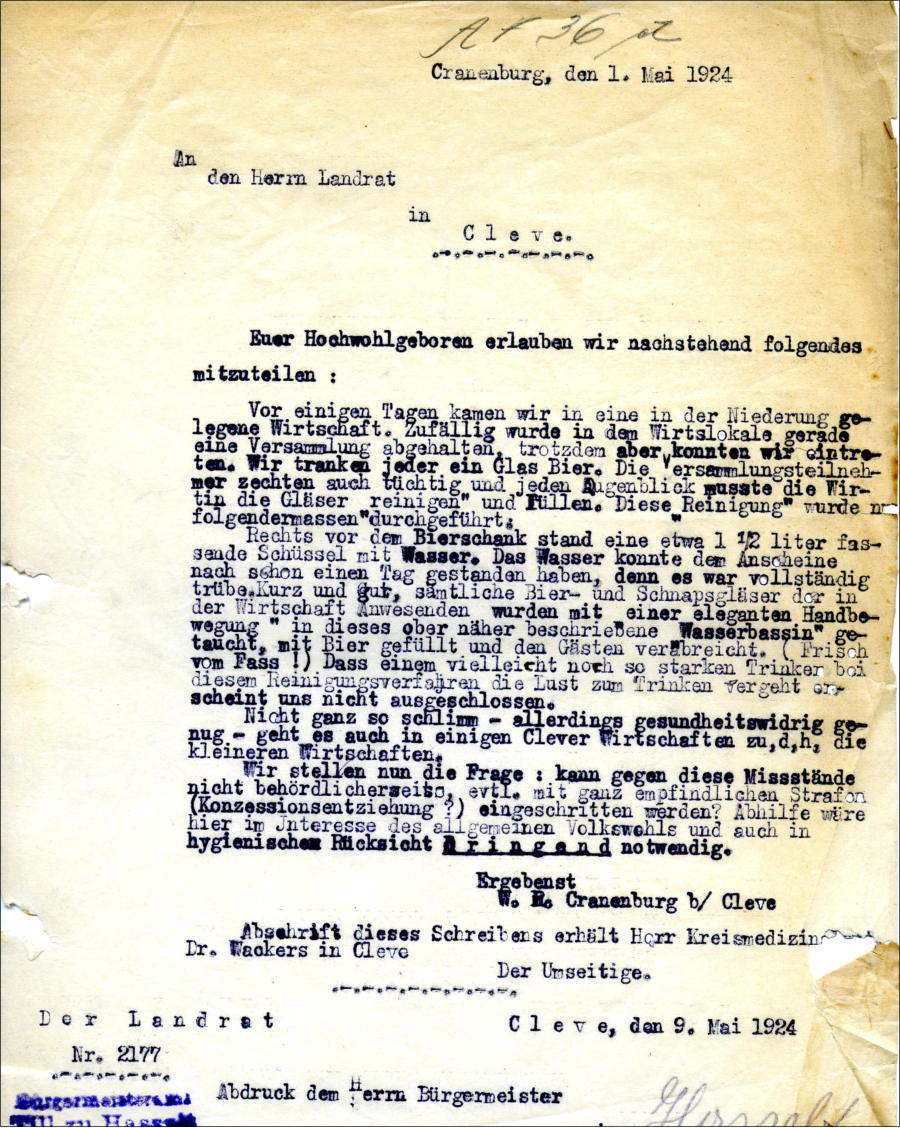 Cranenburg, den 1. Mai 1924
An
den Herrn Landrat
in
C l e v e.
Euer Hochwohlgeboren erlauben wir nachstehend folgendes
mitzuteilen :
Vor einigen Tagen kamen wir in eine in der Niederung ge-
legene Wirtschaft. Zufällig wurde in dem Wirtslokale gerade
eine Versammlung abgehalten, trotzdem aber konnten wir eintre-
ten. Wir tranken jeder ein Glas Bier. Die Versammlungsteilneh-
mer zechten auch tüchtig und jeden Augenblick musste die Wir-
tin die Gläser reinigen" und füllen. Diese Reinigung" wurde
folgendermassen"durchgeführt: "
Rechts vor dem Bierschank stand eine etwa 1 1/2 liter fas-
sende Schüssel mit Wasser. Das Wasser konnte dem Anscheine
nach schon einen Tag gestanden haben, denn es war vollständig
trübe.Kurz und gut, sämtliche Bier- und Schnapsgläser der in
der Wirtschaft Anwesenden wurden mit einer eleganten Handbe-
wegung " in dieses ober näher beschriebene Wasserbassin" ge-
taucht, mit Bier gefüllt und den Gästen verabreicht. ( Frisch
vom Fass !) Dass einem vielleicht noch so starken Trinker bei
diesem Reinigungsverfahren die Lust zum Trinken vergeht er-
scheint uns nicht ausgeschlossen.
Nicht ganz so schlimm - allerdings gesundheitswidrig ge-
nug - geht es auch in einigen Clever Wirtschaften zu,d,h, die
kleineren Wirtschaften.
Wir stellen nun die Frage : kann gegen diese Missstände
nicht behördlicherseits, evtl. mit ganz empfindlichen Strafen
(Konzessionsentziehung ?) eingeschritten werden? Abhilfe wäre
hier im Jnteresse des allgemeinen Volkswohls und auch in
hygienischem Rücksicht D r i n g e n d notwendig.
Ergebenst
W. R. Cranenburg b/ Cleve
Abschrift dieses Schreibens erhält Herr
Dr. Wackers in Cleve
Der Umseitige.
D e r L a n d r a t
C l e v e, den 9. Mai 1924
Nr. 2177
Abdruck dem Herrn Bürgermeister
Bürgermeisteramt
Till zu Hasselt